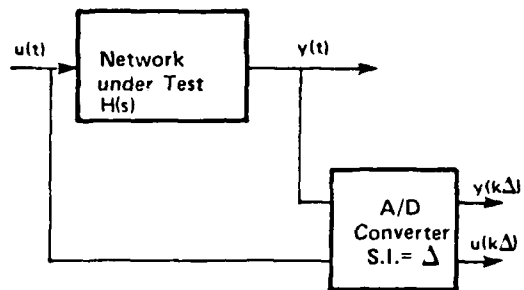 u(t)
Network
under Test
H(s)
y(t)
A/D
Converter
S.I.= Δ
y(kΔ)
u(kΔ)